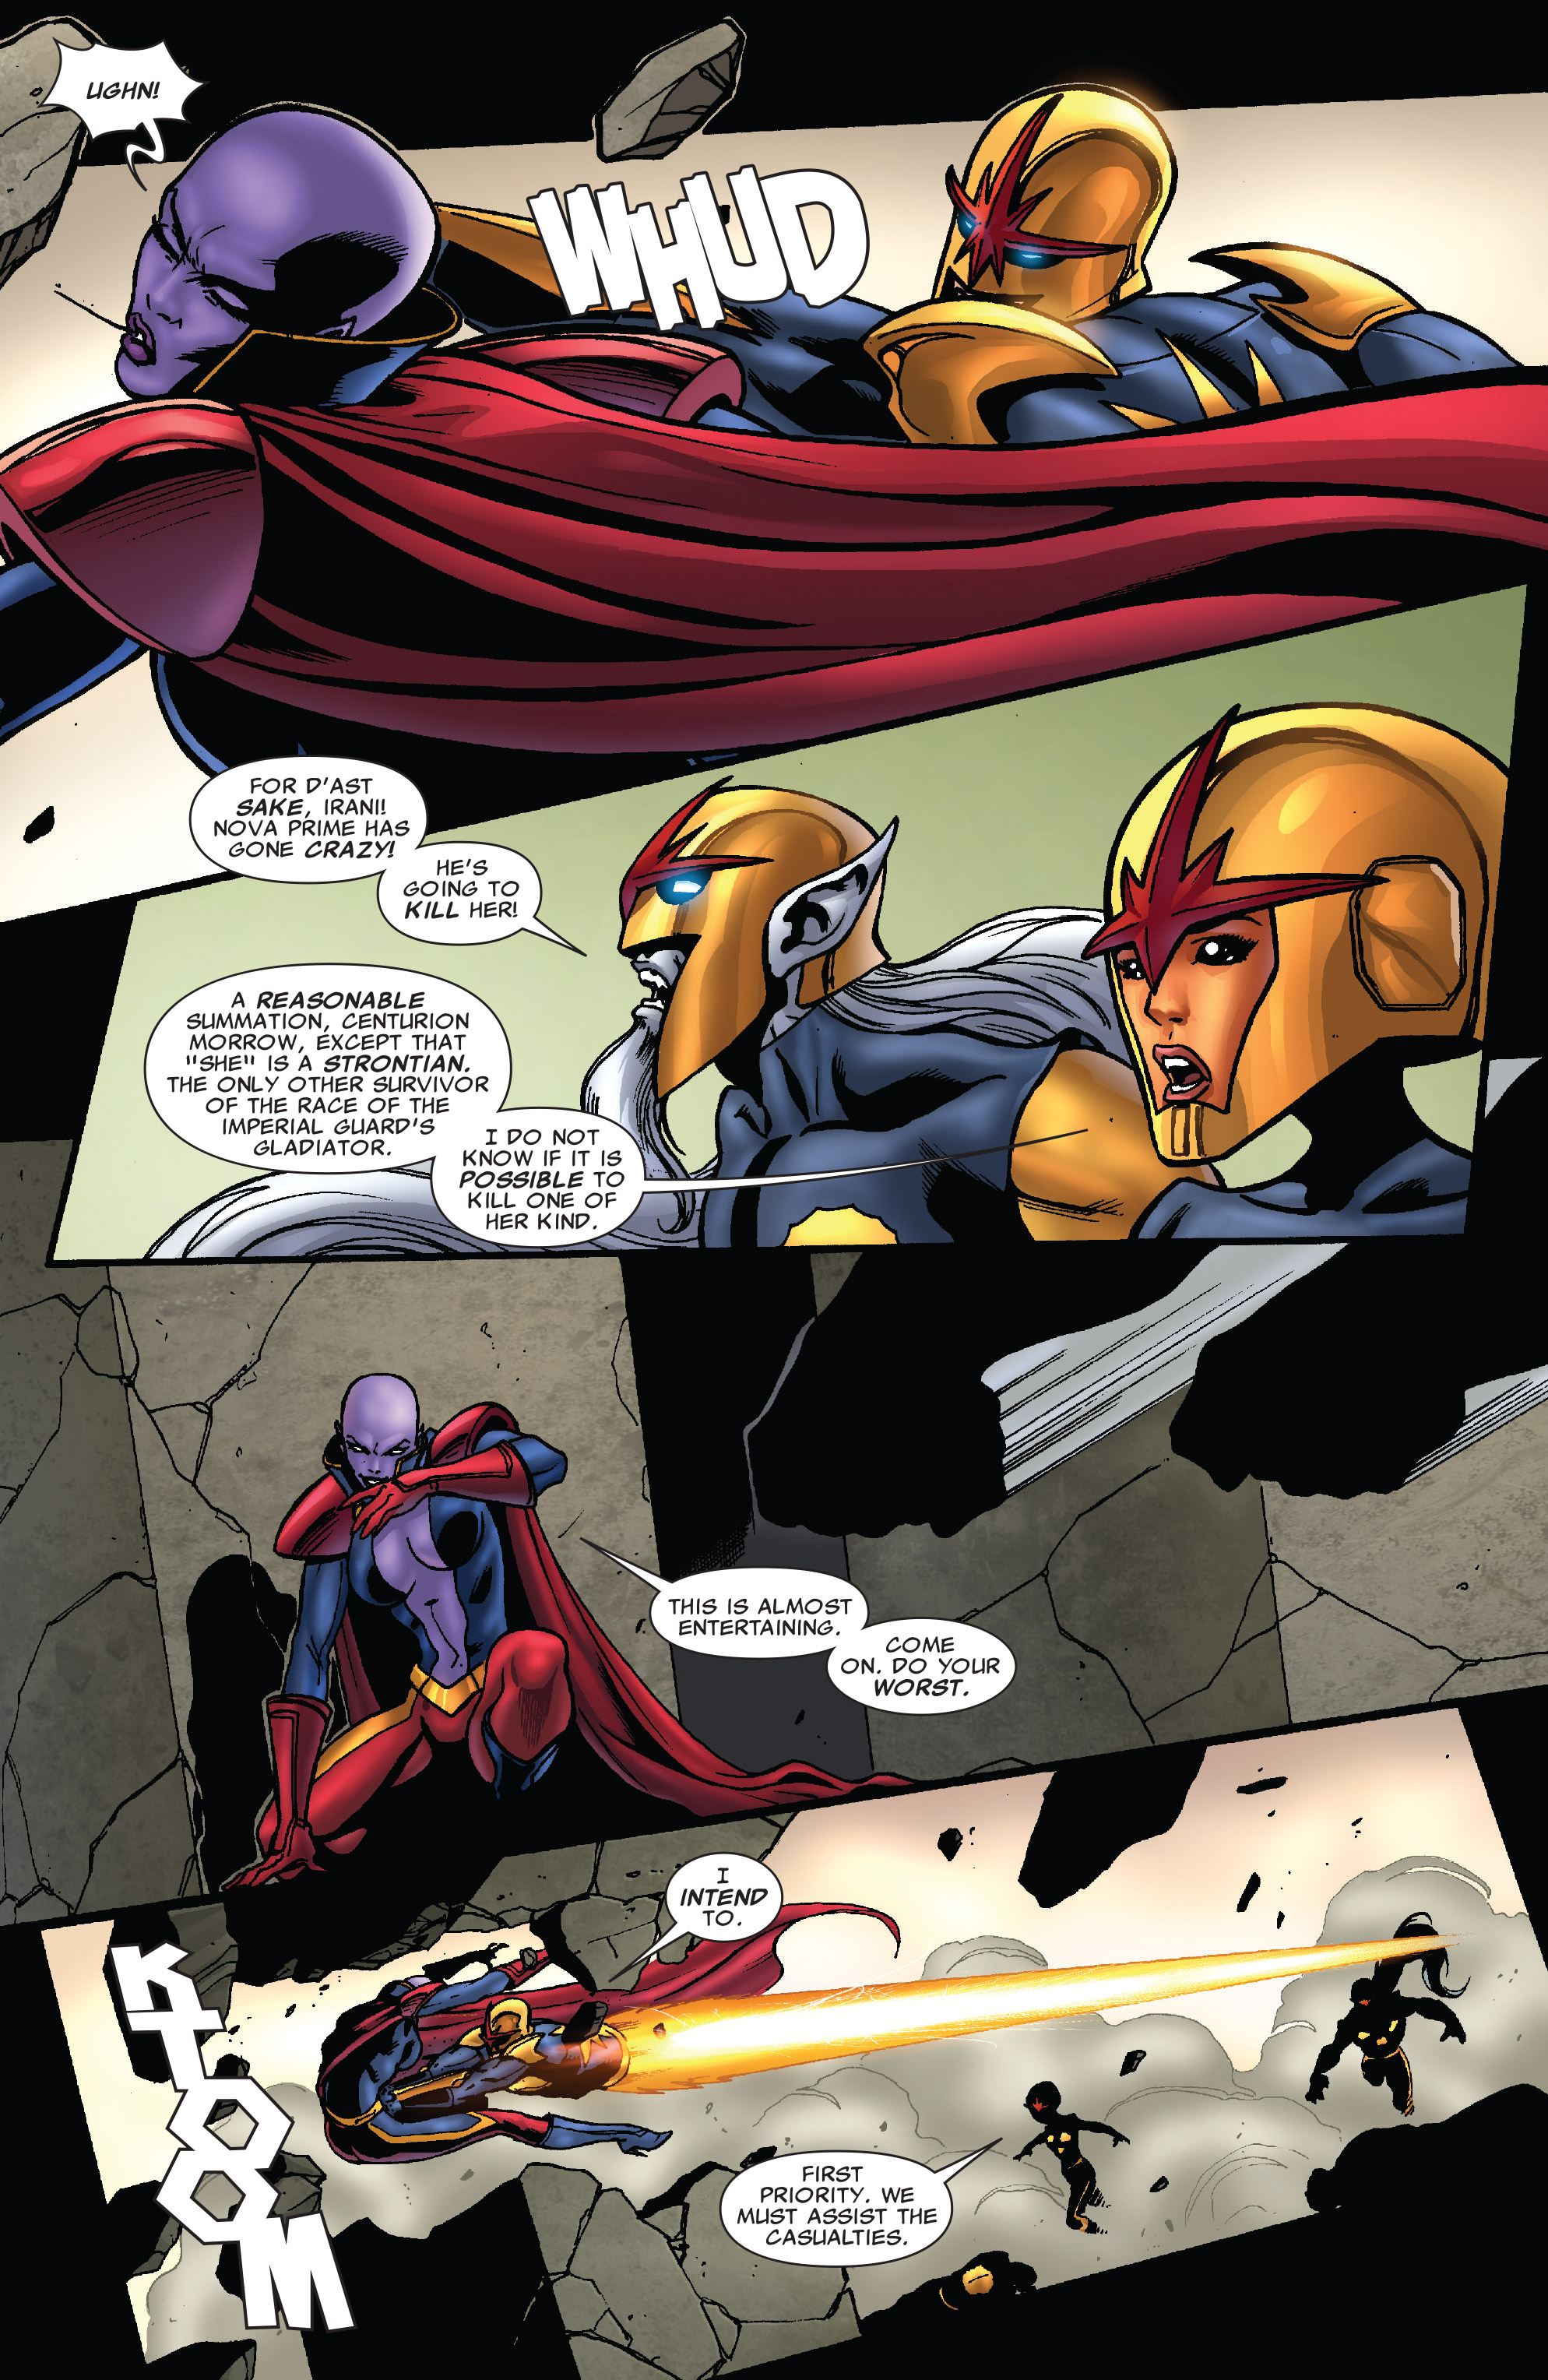 UGHN!
WHUD
FOR D'AST
SAKE, IRANI!
NOVA PRIME HAS
GONE CRAZY!
HE'S
GOING TO
KILL HER!
A REASONABLE
SUMMATION, CENTURION
MORROW, EXCEPT THAT
"SHE" IS A STRONTIAN.
THE ONLY OTHER SURVIVOR
OF THE RACE OF THE
IMPERIAL GUARD'S
GLADIATOR.
I DO NOT
KNOW IF IT IS
POSSIBLE TO
KILL ONE OF
HER KIND.
THIS IS ALMOST
ENTERTAINING.
COME
ON. DO YOUR
WORST.
I
INTEND
TO.
KTOOM
FIRST
PRIORITY. WE
MUST ASSIST THE
CASUALTIES.